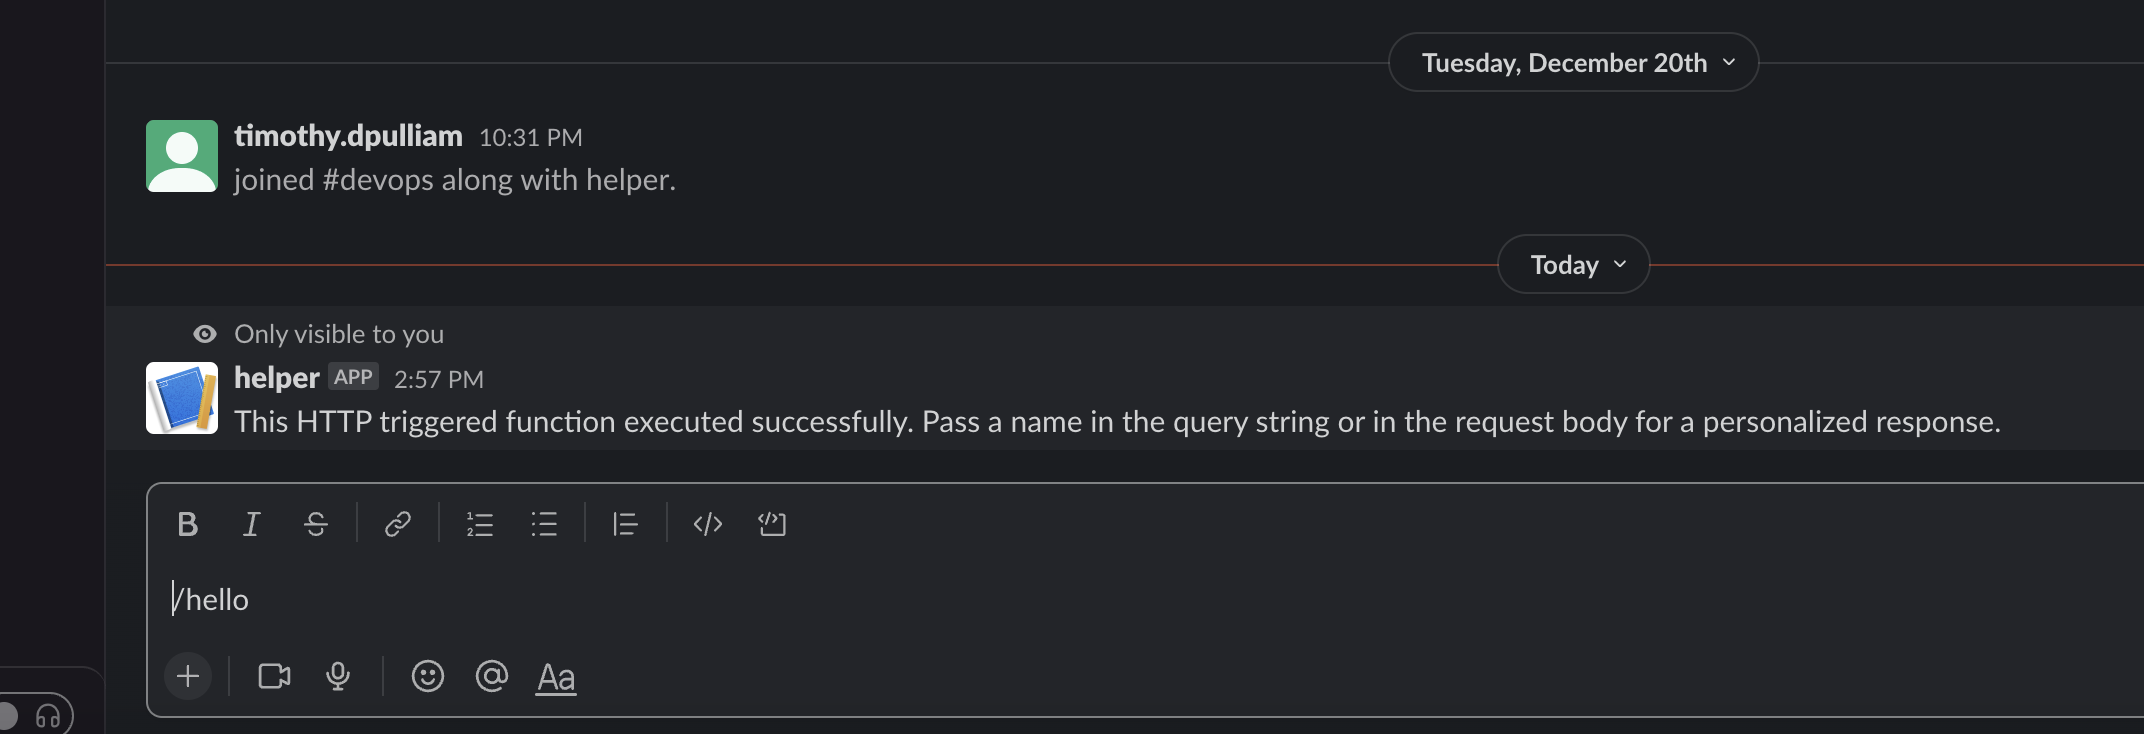 Tuesday, December 20th
timothy.dpulliam 10:31 PM
joined #devops along with helper.
Today
Only visible to you
helper APP 2:57 PM
This HTTP triggered function executed successfully. Pass a name in the query string or in the request body for a personalized response.
B I S
/hello
Aa